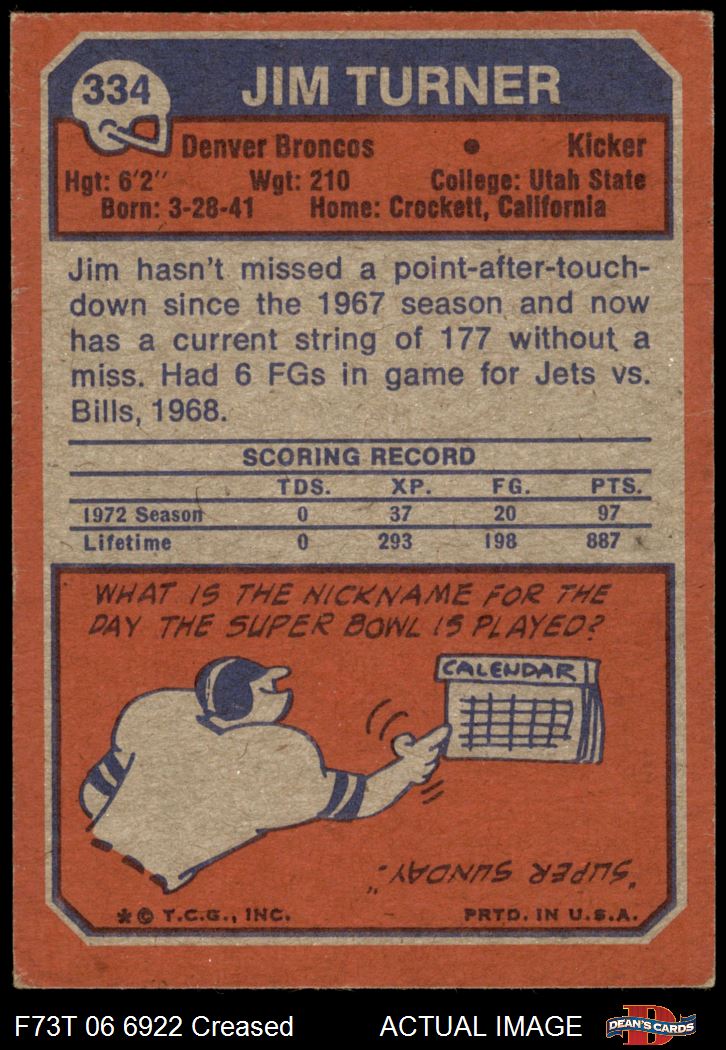 334
JIM TURNER
Denver Broncos • Kicker
Hgt: 6'2" Wgt: 210 College: Utah State
Born: 3-28-41 Home: Crockett, California
Jim hasn't missed a point-after-touch-
down since the 1967 season and now
has a current string of 177 without a
miss. Had 6 FGs in game for Jets vs.
Bills, 1968.
SCORING RECORD
TDS. XP. FG. PTS.
1972 Season 0 37 20 97
Lifetime 0 293 198 887
WHAT IS THE NICKNAME FOR THE
DAY THE SUPER BOWL IS PLAYED?
CALENDAR
"SUPER SUNDAY."
*© T.C.G., INC. PRTD. IN U.S.A.
F73T 06 6922 Creased ACTUAL IMAGE
D
DEAN'S CARDS